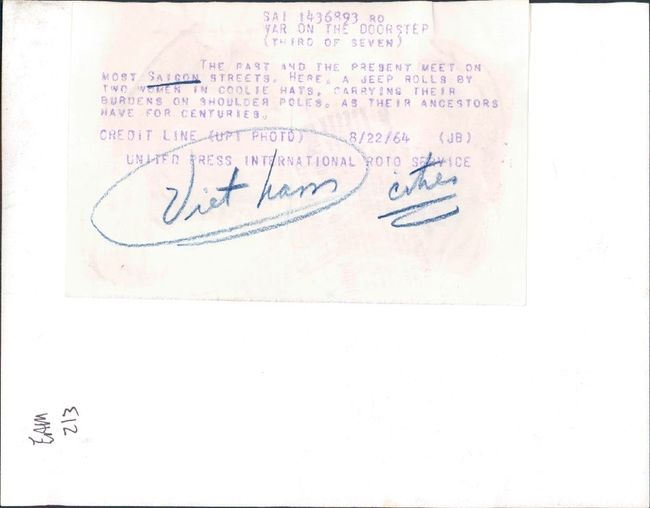 SAI 1436893 RO
WAR ON THE DOORSTEP
(THIRD OF SEVEN)
THE PAST AND THE PRESENT MEET ON
MOST SAIGON STREETS. HERE, A JEEP ROLLS BY
TWO WOMEN IN COOLIE HATS, CARRYING THEIR
BURDENS ON SHOULDER POLES, AS THEIR ANCESTORS
HAVE FOR CENTURIES.
CREDIT LINE (UPI PHOTO) 8/22/64 (JB)
UNITED PRESS INTERNATIONAL ROTO SERVICE
Viet Nam cities
EAM
213